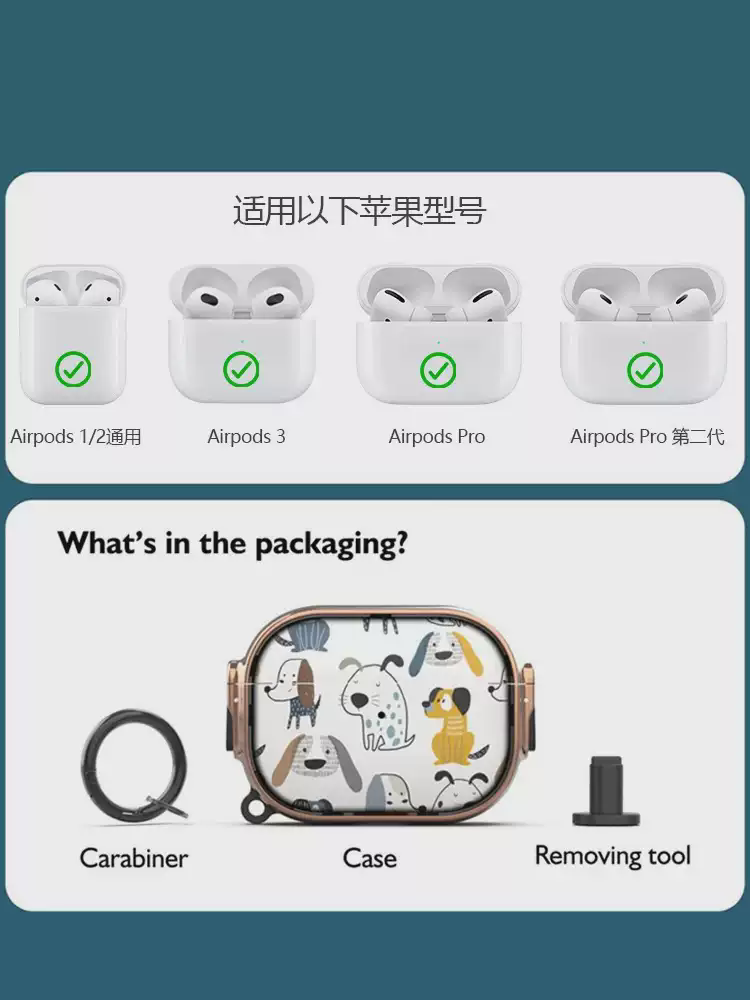 适用以下苹果型号
Airpods 1/2通用
Airpods 3
Airpods Pro
Airpods Pro 第二代
What's in the packaging?
Carabiner
Case
Removing tool